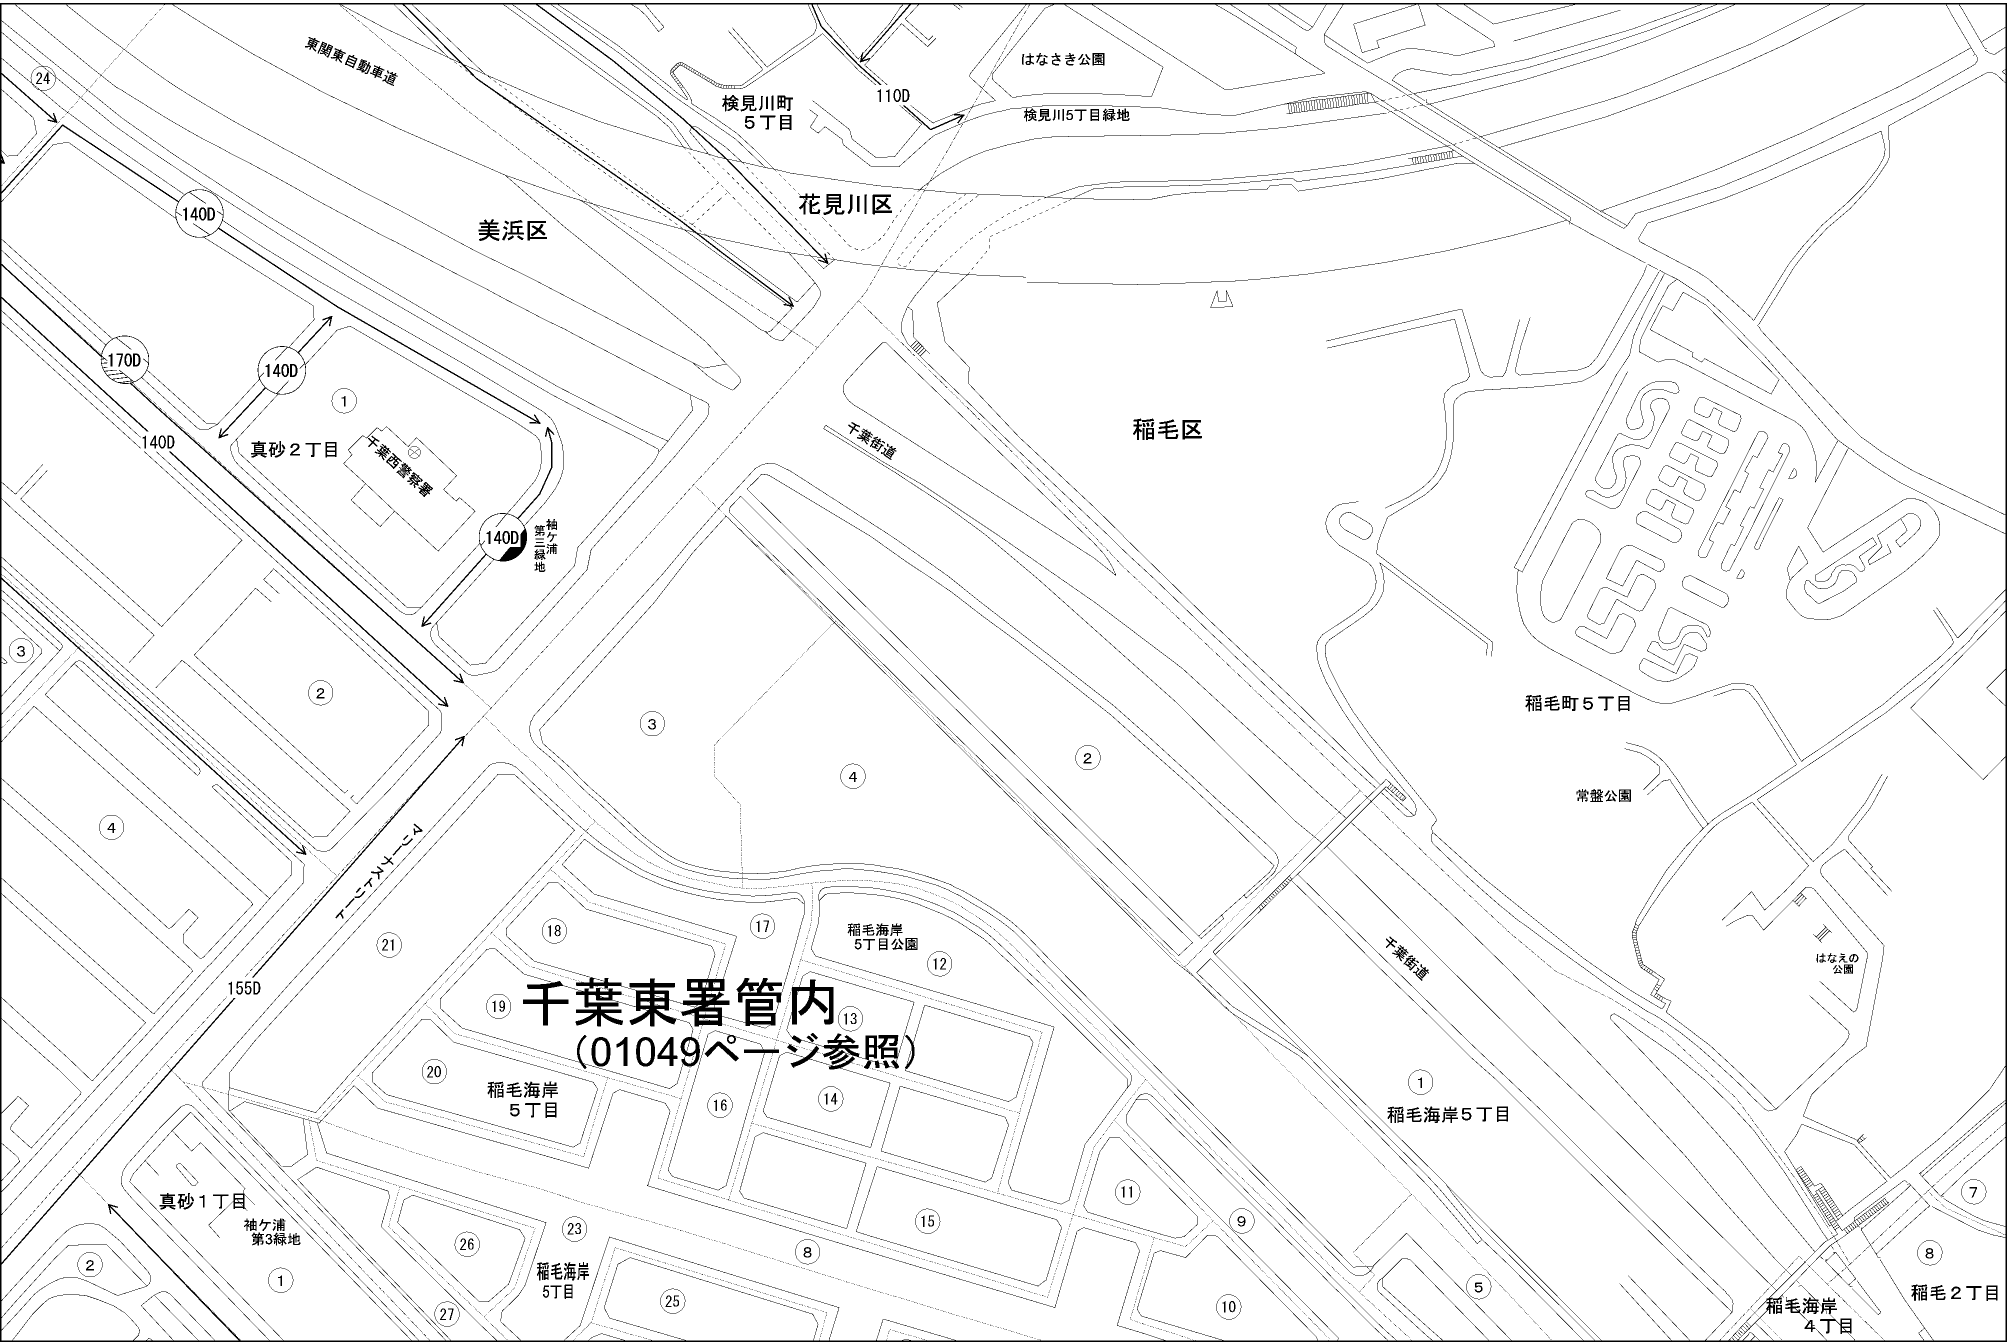 24
東関東自動車道
はなさき公園
110D
検見川町
5丁目
検見川5丁目緑地
140D
花見川区
美浜区
170D
140D
140D
1
真砂2丁目
千葉西警察署
140D
袖ケ浦
第三緑地
千葉街道
稲毛区
3
2
3
4
2
稲毛町5丁目
常盤公園
4
マリーナストリート
21
18
17
稲毛海岸
5丁目公園
12
千葉街道
はなえの
公園
155D
19
千葉東署管内
13
(01049ページ参照)
20
稲毛海岸
5丁目
16
14
1
稲毛海岸5丁目
真砂1丁目
袖ケ浦
第3緑地
11
7
26
23
8
15
9
8
2
1
稲毛海岸
5丁目
25
27
10
5
稲毛海岸
4丁目
稲毛2丁目